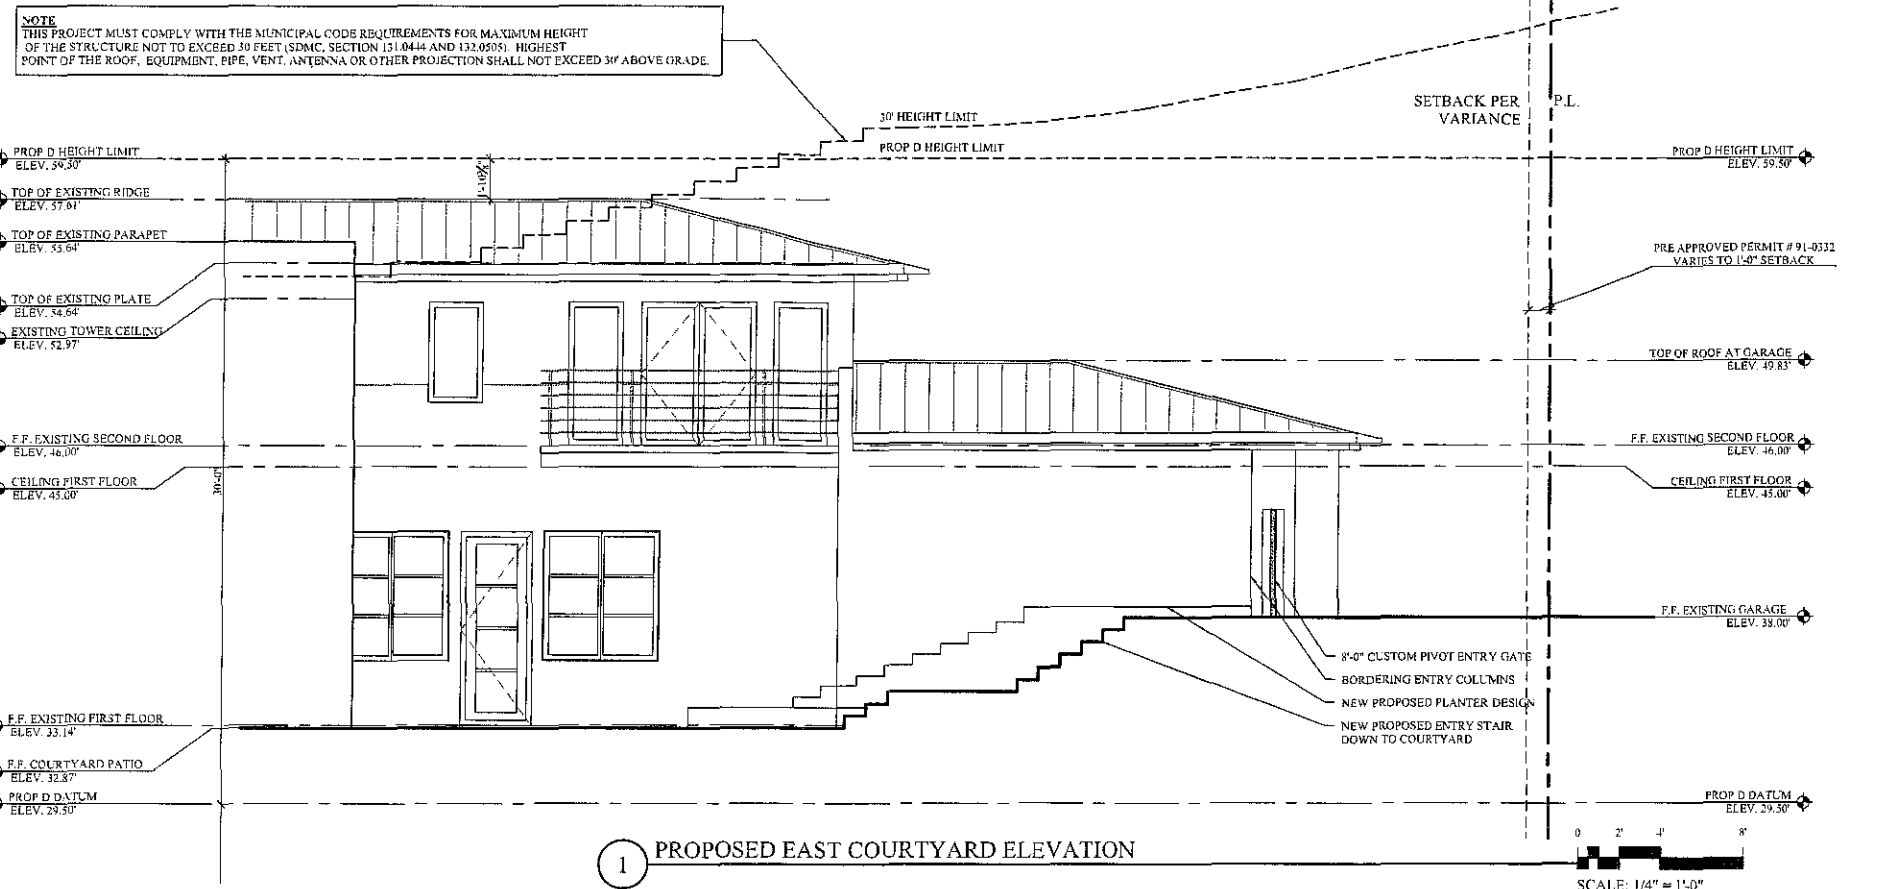 NOTE
THIS PROJECT MUST COMPLY WITH THE MUNICIPAL CODE REQUIREMENTS FOR MAXIMUM HEIGHT
OF THE STRUCTURE NOT TO EXCEED 30 FEET (SDMC, SECTION 131.0444 AND 132.0505). HIGHEST
POINT OF THE ROOF, EQUIPMENT, PIPE, VENT, ANTENNA OR OTHER PROJECTION SHALL NOT EXCEED 30' ABOVE GRADE.
30' HEIGHT LIMIT
PROP D HEIGHT LIMIT
SETBACK PER
VARIANCE
P.L.
PROP D HEIGHT LIMIT
ELEV. 59.50'
TOP OF EXISTING RIDGE
ELEV. 57.61'
TOP OF EXISTING PARAPET
ELEV. 55.64'
TOP OF EXISTING PLATE
ELEV. 54.64'
EXISTING TOWER CEILING
ELEV. 52.97'
F.F. EXISTING SECOND FLOOR
ELEV. 46.00'
CEILING FIRST FLOOR
ELEV. 45.00'
30'-0"
F.F. EXISTING FIRST FLOOR
ELEV. 33.14'
F.F. COURTYARD PATIO
ELEV. 32.87'
PROP D DATUM
ELEV. 29.50'
PROP D HEIGHT LIMIT
ELEV. 59.50'
PRE APPROVED PERMIT # 91-0332
VARIES TO 1'-0" SETBACK
TOP OF ROOF AT GARAGE
ELEV. 49.83'
F.F. EXISTING SECOND FLOOR
ELEV. 46.00'
CEILING FIRST FLOOR
ELEV. 45.00'
F.F. EXISTING GARAGE
ELEV. 38.00'
8'-0" CUSTOM PIVOT ENTRY GATE
BORDERING ENTRY COLUMNS
NEW PROPOSED PLANTER DESIGN
NEW PROPOSED ENTRY STAIR
DOWN TO COURTYARD
PROP D DATUM
ELEV. 29.50'
1 PROPOSED EAST COURTYARD ELEVATION
0 2' 4' 8'
SCALE: 1/4" = 1'-0"